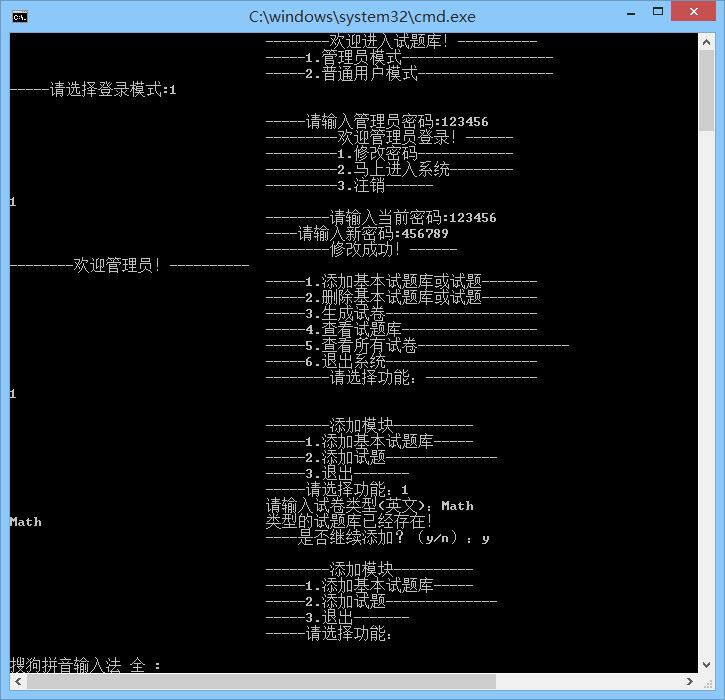 C:\windows\system32\cmd.exe
--------欢迎进入试题库！----------
-----1.管理员模式-------------------
-----2.普通用户模式-----------------
-----请选择登录模式:1
-----请输入管理员密码:123456
---------欢迎管理员登录！------
---------1.修改密码------------
---------2.马上进入系统--------
---------3.注销------
1
--------请输入当前密码:123456
----请输入新密码:456789
--------修改成功！------
--------欢迎管理员！----------
-----1.添加基本试题库或试题-------
-----2.删除基本试题库或试题-------
-----3.生成试卷-------------------
-----4.查看试题库-----------------
-----5.查看所有试卷-------------------
-----6.退出系统-------------------
--------请选择功能：--------------
1
--------添加模块----------
-----1.添加基本试题库-----
-----2.添加试题--------------
-----3.退出-------
-----请选择功能：1
请输入试卷类型(英文)：Math
Math 类型的试题库已经存在！
----是否继续添加？（y/n）：y
--------添加模块----------
-----1.添加基本试题库-----
-----2.添加试题--------------
-----3.退出-------
-----请选择功能：
搜狗拼音输入法 全 ：